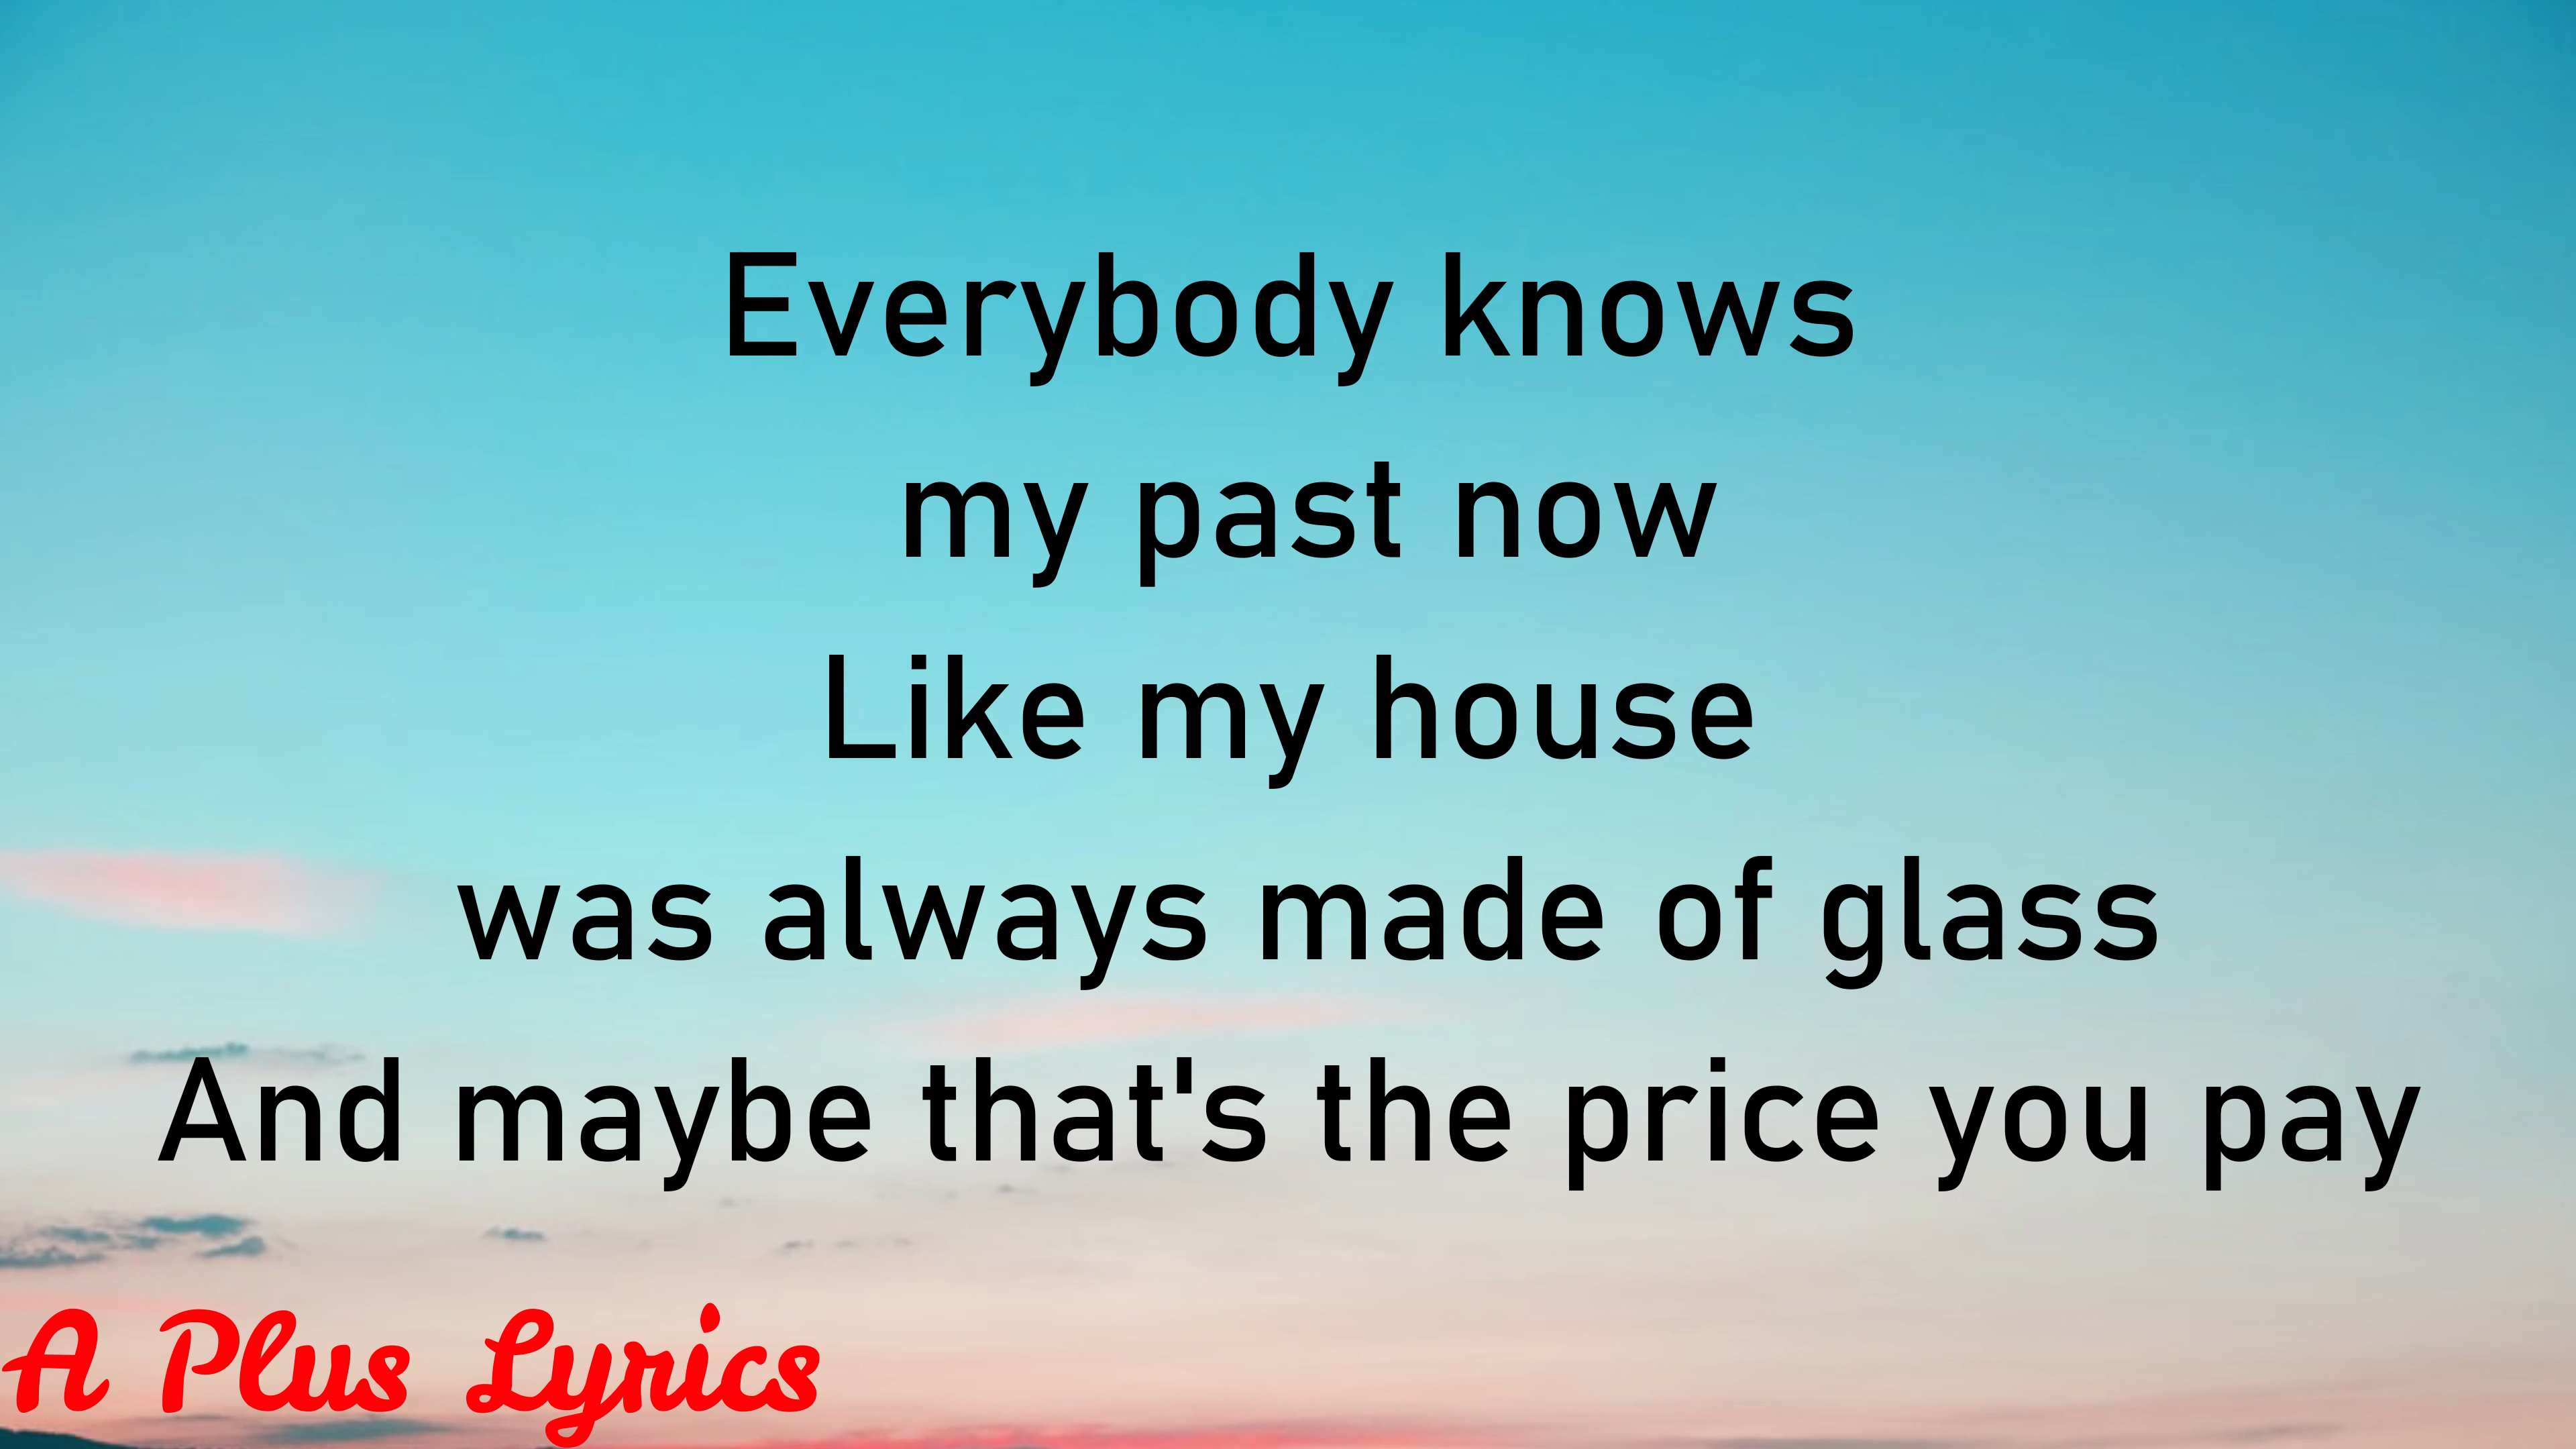 Everybody knows
my past now
Like my house
was always made of glass
And maybe that's the price you pay
A Plus Lyrics